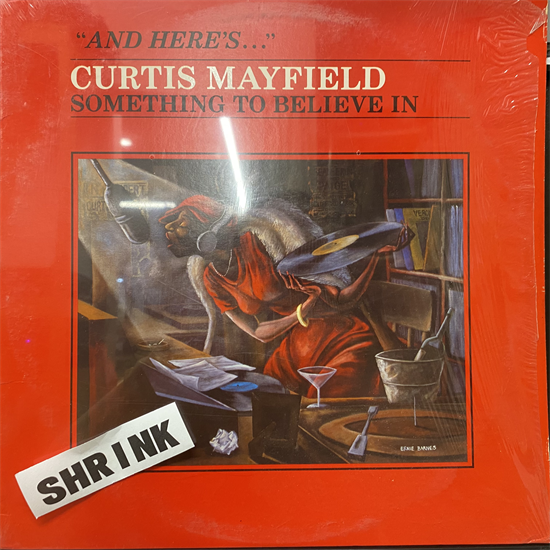 "AND HERE'S..."
CURTIS MAYFIELD
SOMETHING TO BELIEVE IN
ERNIE BARNES
SHRINK